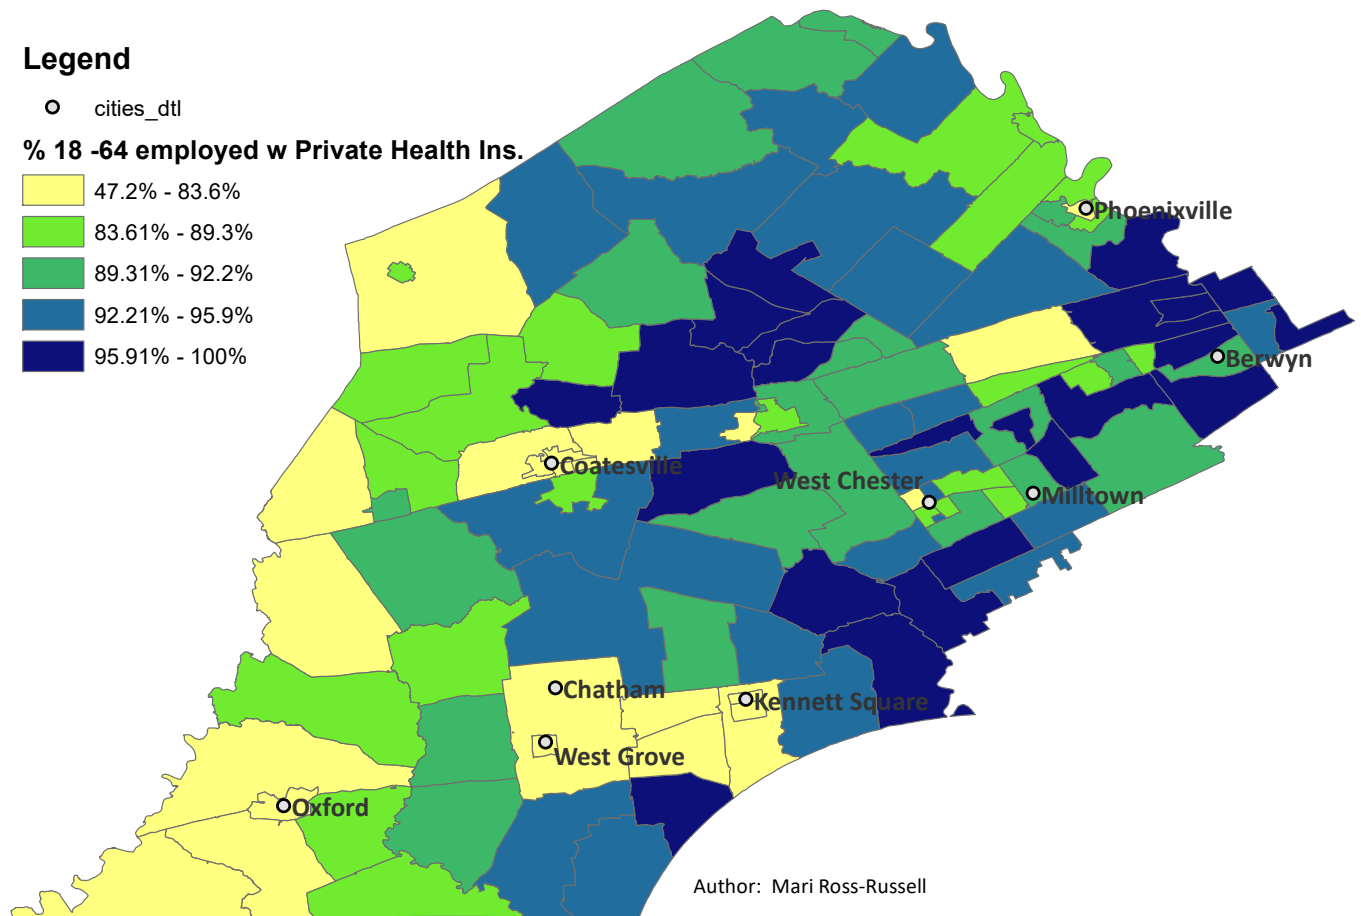 Legend
cities_dtl
% 18 -64 employed w Private Health Ins.
47.2% - 83.6%
83.61% - 89.3%
89.31% - 92.2%
92.21% - 95.9%
95.91% - 100%
Phoenixville
Berwyn
Coatesville
West Chester
Milltown
Chatham
Kennett Square
West Grove
Oxford
Author:  Mari Ross-Russell